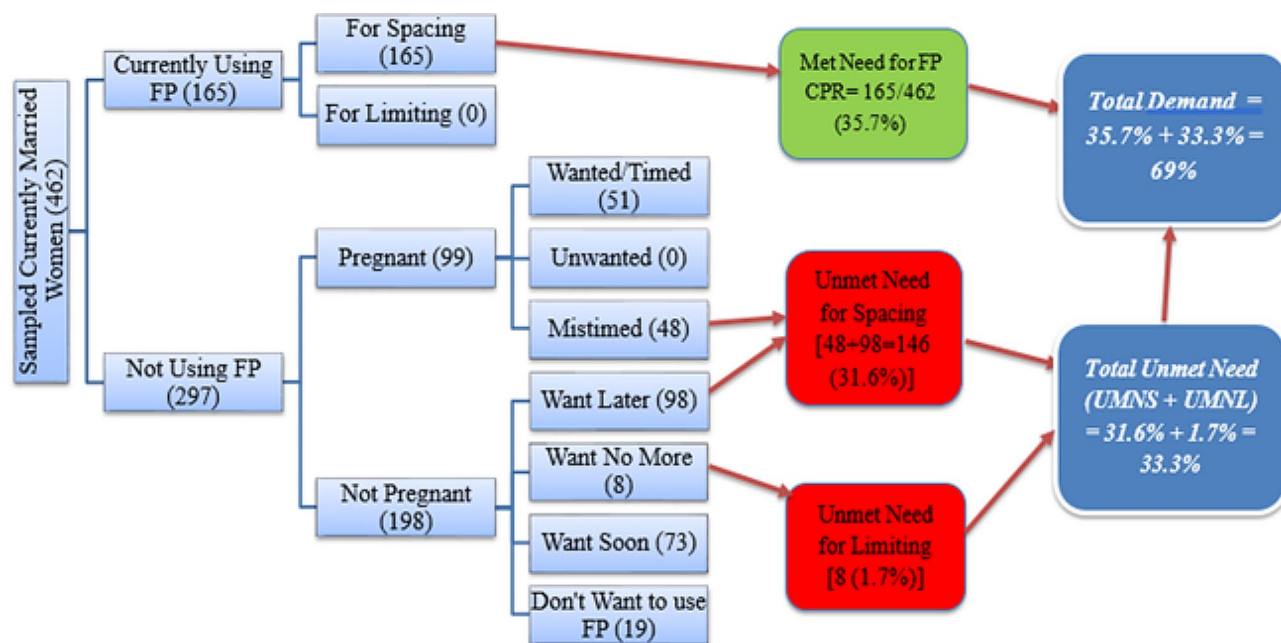 Sampled Currently Married
Women (462)
Currently Using
FP (165)
For Spacing
(165)
For Limiting (0)
Not Using FP
(297)
Pregnant (99)
Wanted/Timed
(51)
Unwanted (0)
Mistimed (48)
Not Pregnant
(198)
Want Later (98)
Want No More
(8)
Want Soon (73)
Don't Want to use
FP (19)
Met Need for FP
CPR= 165/462
(35.7%)
Unmet Need
for Spacing
[48+98=146
(31.6%)]
Unmet Need
for Limiting
[8 (1.7%)]
Total Demand =
35.7% + 33.3% =
69%
Total Unmet Need
(UMNS + UMNL)
= 31.6% + 1.7% =
33.3%